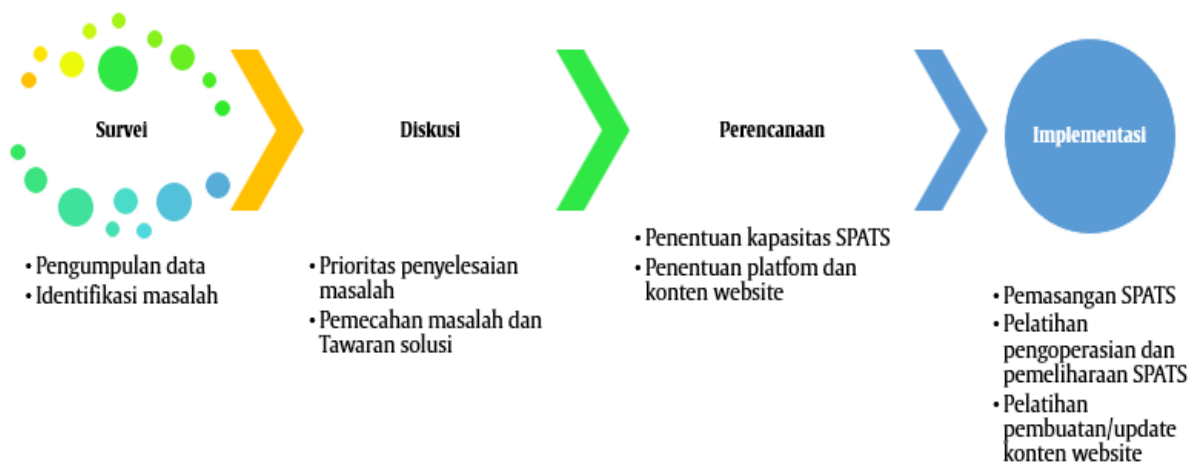 Survei
• Pengumpulan data
• Identifikasi masalah
Diskusi
• Prioritas penyelesaian
masalah
• Pemecahan masalah dan
Tawaran solusi
Perencanaan
• Penentuan kapasitas SPATS
• Penentuan platfom dan
konten website
Implementasi
• Pemasangan SPATS
• Pelatihan
pengoperasian dan
pemeliharaan SPATS
• Pelatihan
pembuatan/update
konten website